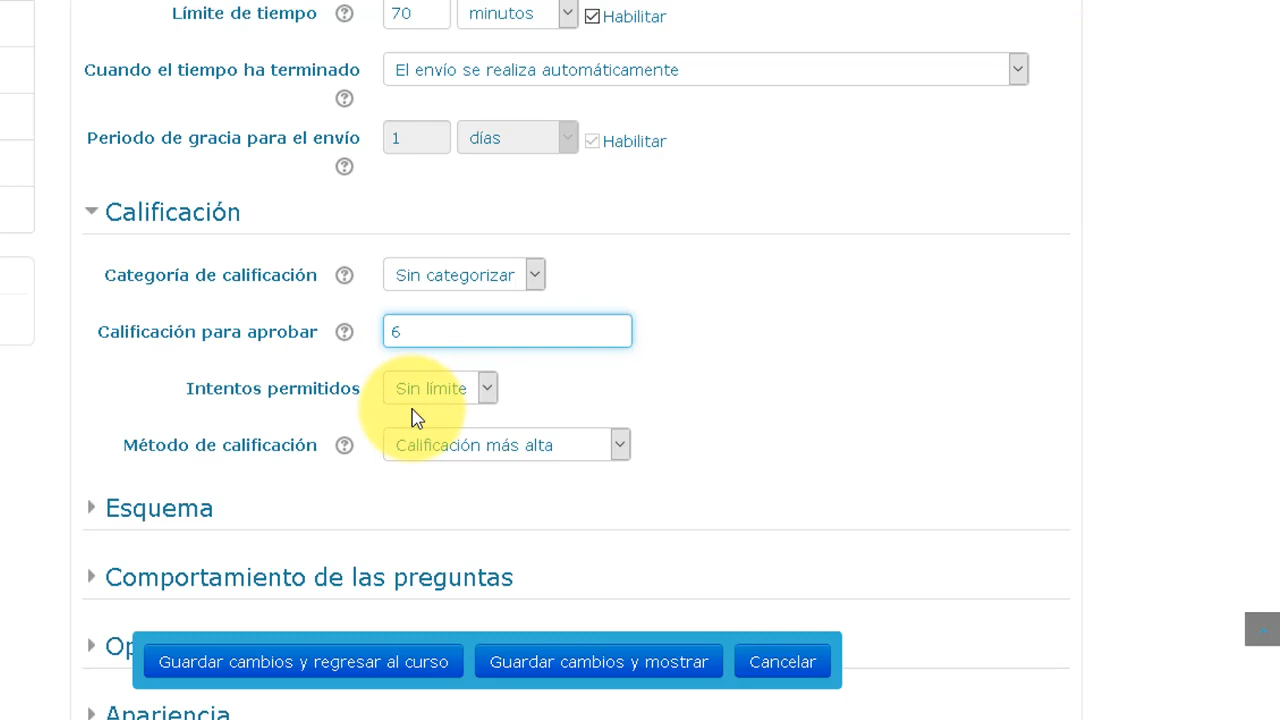 Límite de tiempo 70 minutos Habilitar
Cuando el tiempo ha terminado El envío se realiza automáticamente
Periodo de gracia para el envío 1 días Habilitar
Calificación
Categoría de calificación Sin categorizar
Calificación para aprobar 6
Intentos permitidos Sin límite
Método de calificación Calificación más alta
Esquema
Comportamiento de las preguntas
Op
Guardar cambios y regresar al curso Guardar cambios y mostrar Cancelar
Apariencia